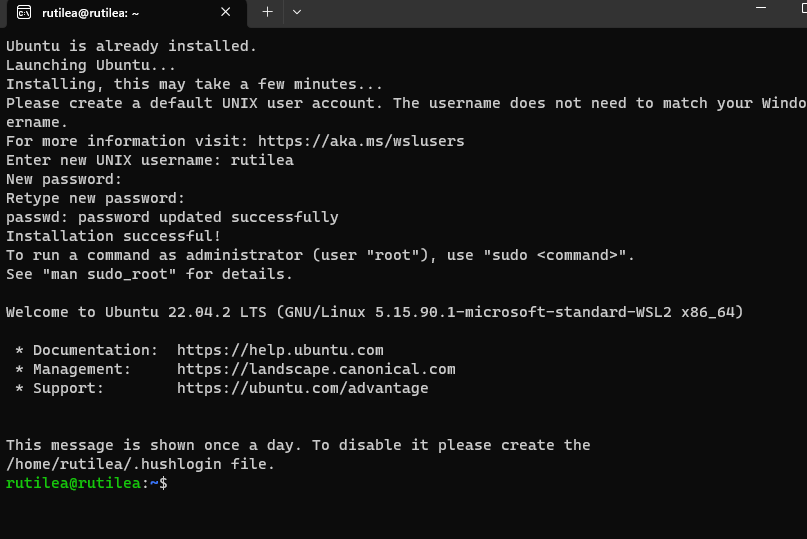 rutilea@rutilea: ~
Ubuntu is already installed.
Launching Ubuntu...
Installing, this may take a few minutes...
Please create a default UNIX user account. The username does not need to match your Windo
ername.
For more information visit: https://aka.ms/wslusers
Enter new UNIX username: rutilea
New password:
Retype new password:
passwd: password updated successfully
Installation successful!
To run a command as administrator (user "root"), use "sudo <command>".
See "man sudo_root" for details.
Welcome to Ubuntu 22.04.2 LTS (GNU/Linux 5.15.90.1-microsoft-standard-WSL2 x86_64)
* Documentation:  https://help.ubuntu.com
* Management:     https://landscape.canonical.com
* Support:        https://ubuntu.com/advantage
This message is shown once a day. To disable it please create the
/home/rutilea/.hushlogin file.
rutilea@rutilea:~$